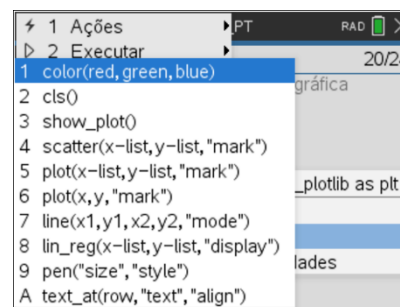 1 Ações
_PT RAD
2 Executar
20/2
1 color(red,green,blue)
gráfica
2 cls()
3 show_plot()
4 scatter(x-list,y-list,"mark")
5 plot(x-list,y-list,"mark")
_plotlib as plt
6 plot(x,y,"mark")
7 line(x1,y1,x2,y2,"mode")
8 lin_reg(x-list,y-list,"display")
lades
9 pen("size","style")
A text_at(row,"text","align")